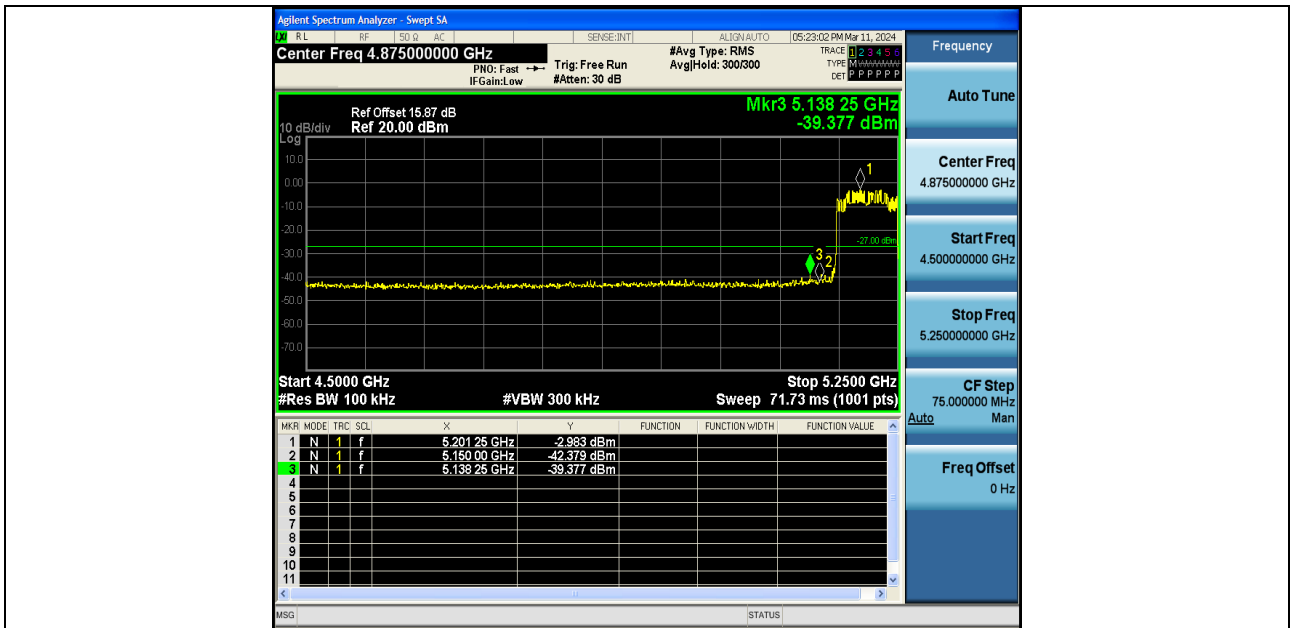 Agilent Spectrum Analyzer - Swept SA
LXI RL RF 50 Ω AC SENSE:INT ALIGN AUTO 05:23:02 PM Mar 11, 2024
Center Freq 4.875000000 GHz #Avg Type: RMS TRACE 1 2 3 4 5 6
PNO: Fast Trig: Free Run Avg|Hold: 300/300 TYPE M
IFGain:Low #Atten: 30 dB DET P P P P P P
Mkr3 5.138 25 GHz
-39.377 dBm
Ref Offset 15.87 dB
10 dB/div Ref 20.00 dBm
Log
10.0
0.00
-10.0
-20.0
-30.0
-40.0
-50.0
-60.0
-70.0
1
-27.00 dBm
3
2
Start 4.5000 GHz Stop 5.2500 GHz
#Res BW 100 kHz #VBW 300 kHz Sweep 71.73 ms (1001 pts)
MKR MODE TRC SCL X Y FUNCTION FUNCTION WIDTH FUNCTION VALUE
1 N 1 f 5.201 25 GHz -2.983 dBm
2 N 1 f 5.150 00 GHz -42.379 dBm
3 N 1 f 5.138 25 GHz -39.377 dBm
4
5
6
7
8
9
10
11
MSG STATUS
Frequency
Auto Tune
Center Freq
4.875000000 GHz
Start Freq
4.500000000 GHz
Stop Freq
5.250000000 GHz
CF Step
75.000000 MHz
Auto Man
Freq Offset
0 Hz